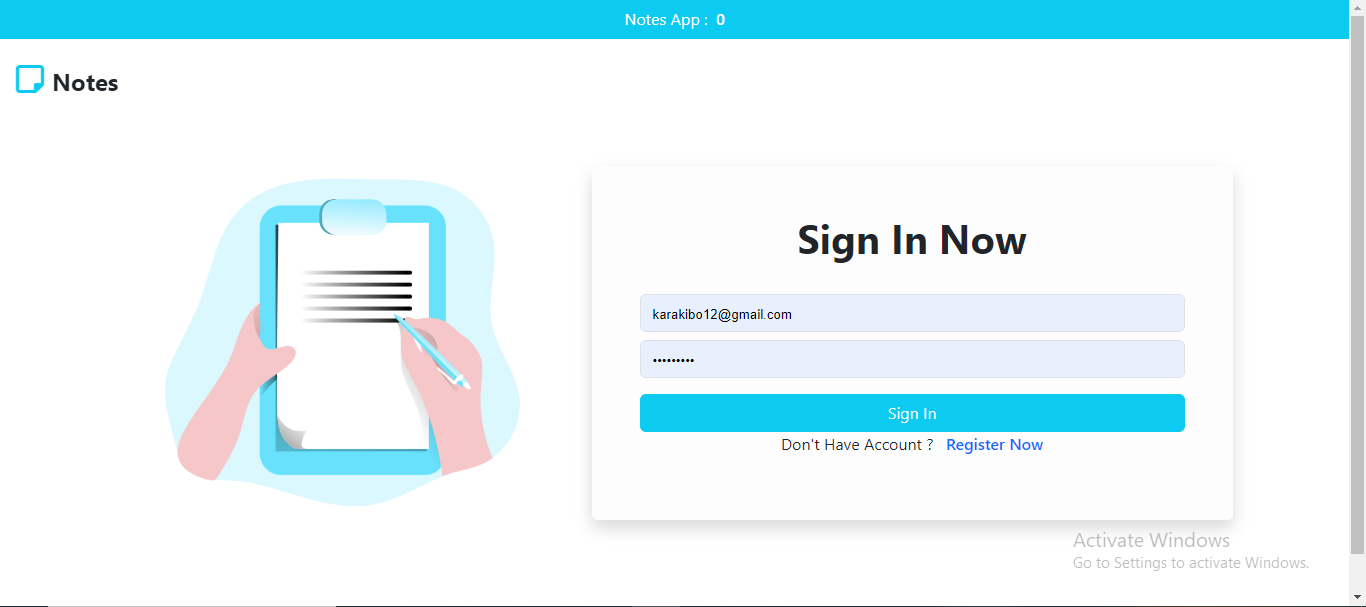 Notes App : 0
Notes
Sign In Now
karakibo12@gmail.com
•••••••••
Sign In
Don't Have Account ? Register Now
Activate Windows
Go to Settings to activate Windows.